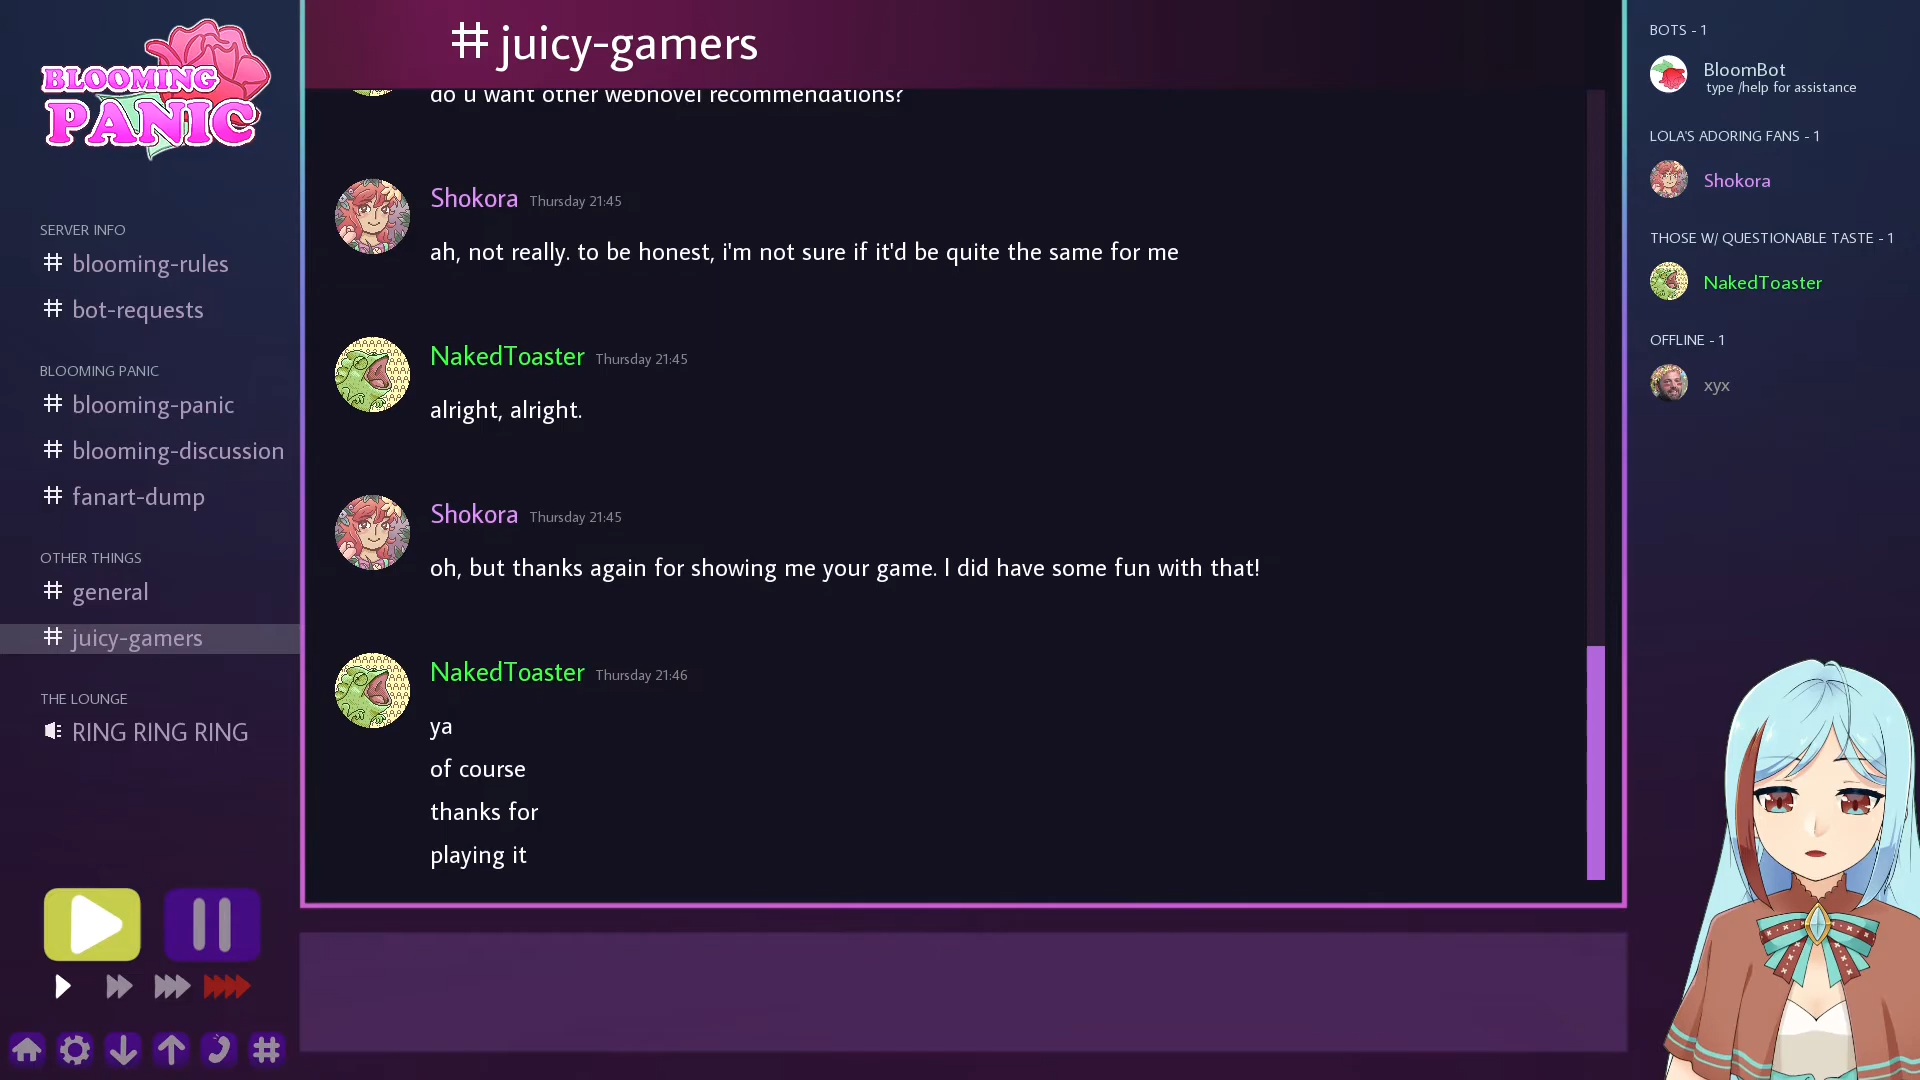 BLOOMING
PANIC
SERVER INFO
# blooming-rules
# bot-requests
BLOOMING PANIC
# blooming-panic
# blooming-discussion
# fanart-dump
OTHER THINGS
# general
# juicy-gamers
THE LOUNGE
RING RING RING
# juicy-gamers
do u want other webnovel recommendations?
Shokora Thursday 21:45
ah, not really. to be honest, i'm not sure if it'd be quite the same for me
NakedToaster Thursday 21:45
alright, alright.
Shokora Thursday 21:45
oh, but thanks again for showing me your game. I did have some fun with that!
NakedToaster Thursday 21:46
ya
of course
thanks for
playing it
BOTS - 1
BloomBot
type /help for assistance
LOLA'S ADORING FANS - 1
Shokora
THOSE W/ QUESTIONABLE TASTE - 1
NakedToaster
OFFLINE - 1
xyx